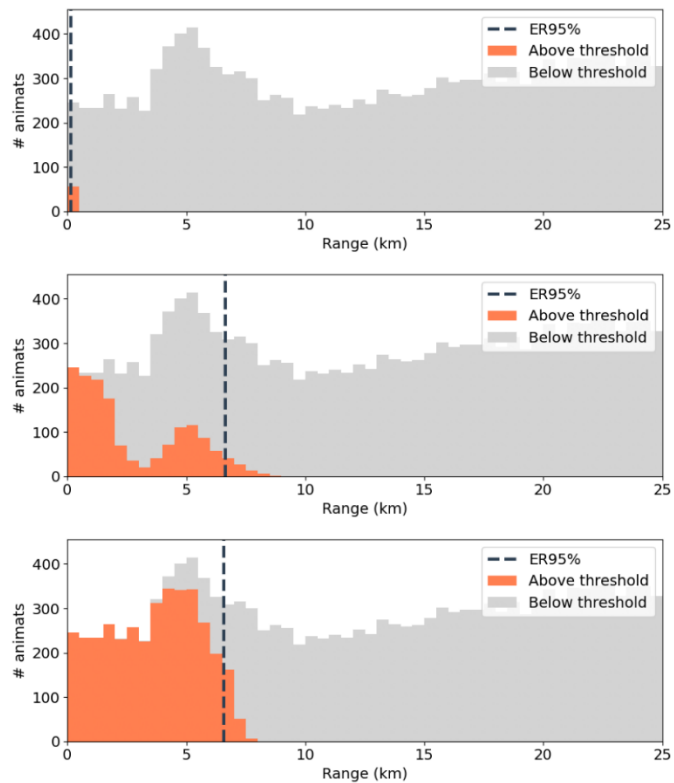 400
300
200
100
0
# animats
ER95%
Above threshold
Below threshold
0 5 10 15 20 25
Range (km)
400
300
200
100
0
# animats
ER95%
Above threshold
Below threshold
0 5 10 15 20 25
Range (km)
400
300
200
100
0
# animats
ER95%
Above threshold
Below threshold
0 5 10 15 20 25
Range (km)